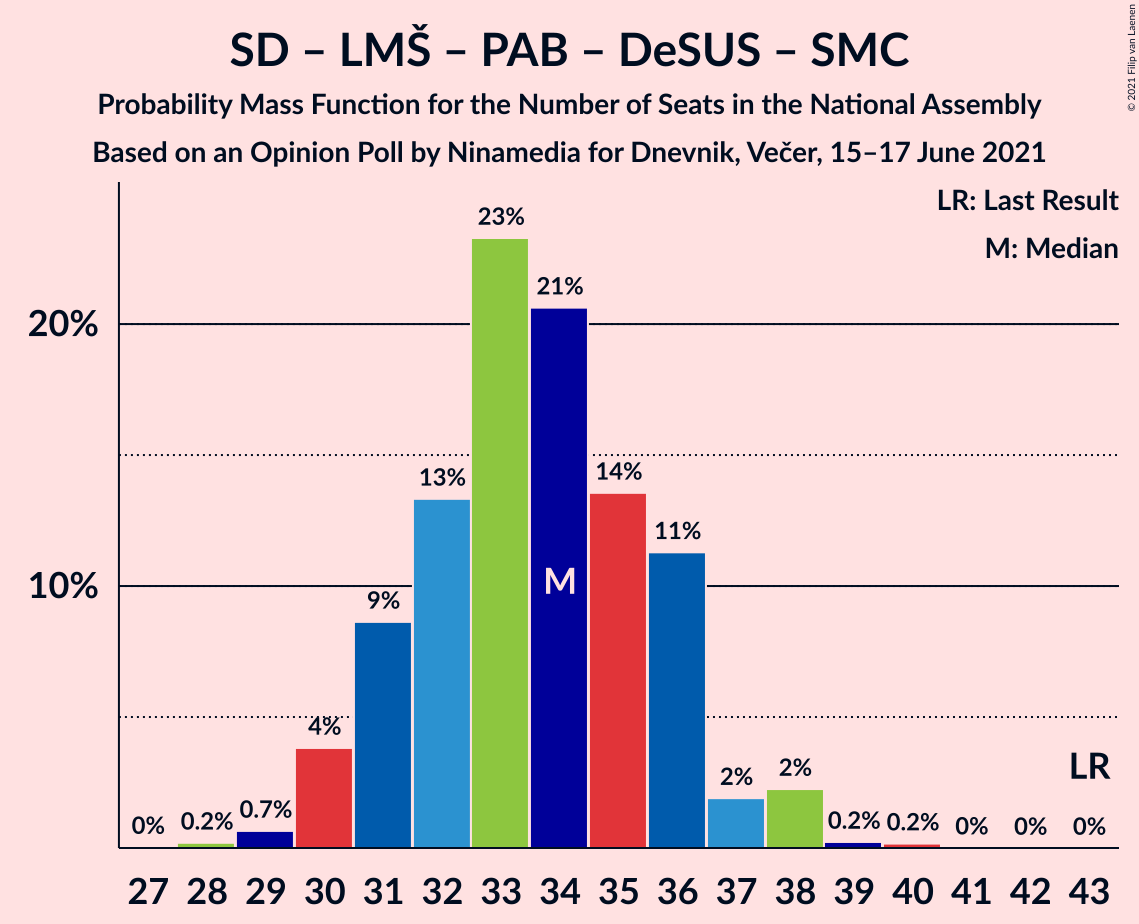 SD – LMŠ – PAB – DeSUS – SMC
Probability Mass Function for the Number of Seats in the National Assembly
Based on an Opinion Poll by Ninamedia for Dnevnik, Večer, 15–17 June 2021
© 2021 Filip van Laenen
LR: Last Result
M: Median
20%
10%
0%
0.2%
0.7%
4%
9%
13%
23%
21%
14%
11%
2%
2%
0.2%
0.2%
0%
0%
0%
M
LR
27 28 29 30 31 32 33 34 35 36 37 38 39 40 41 42 43